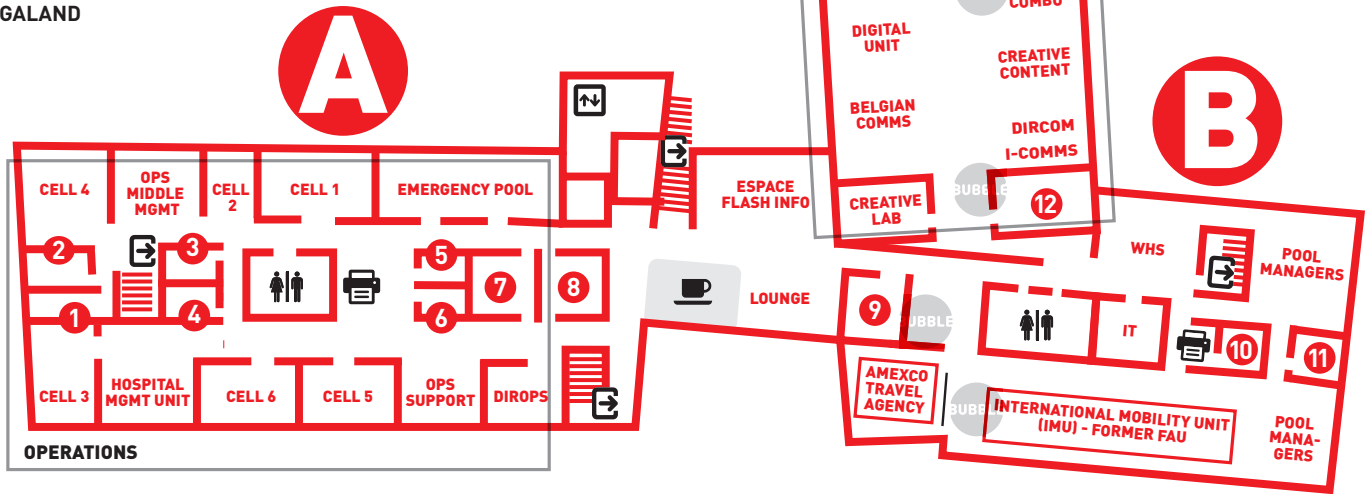 GALAND
COMBO
A
B
DIGITAL
UNIT
CREATIVE
CONTENT
BELGIAN
COMMS
DIRCOM
I-COMMS
CELL 4
OPS
MIDDLE
MGMT
CELL
2
CELL 1
EMERGENCY POOL
ESPACE
FLASH INFO
CREATIVE
LAB
BUBBLE
12
2
3
5
7
8
1
4
6
LOUNGE
9
BUBBLE
WHS
POOL
MANAGERS
IT
10
11
CELL 3
HOSPITAL
MGMT UNIT
CELL 6
CELL 5
OPS
SUPPORT
DIROPS
AMEXCO
TRAVEL
AGENCY
BUBBLE
INTERNATIONAL MOBILITY UNIT
(IMU) - FORMER FAU
POOL
MANA-
GERS
OPERATIONS